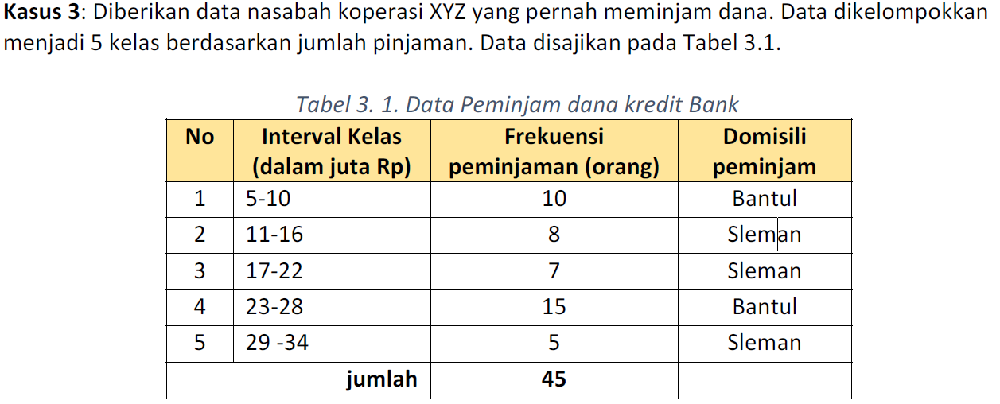 Kasus 3: Diberikan data nasabah koperasi XYZ yang pernah meminjam dana. Data dikelompokkan
menjadi 5 kelas berdasarkan jumlah pinjaman. Data disajikan pada Tabel 3.1.
Tabel 3. 1. Data Peminjam dana kredit Bank
No Interval Kelas (dalam juta Rp) Frekuensi peminjaman (orang) Domisili peminjam
1 5-10 10 Bantul
2 11-16 8 Sleman
3 17-22 7 Sleman
4 23-28 15 Bantul
5 29 -34 5 Sleman
jumlah 45